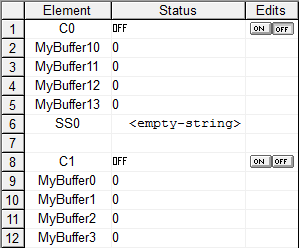 Element Status Edits
1 C0 OFF ON OFF
2 MyBuffer10 0
3 MyBuffer11 0
4 MyBuffer12 0
5 MyBuffer13 0
6 SS0 <empty-string>
7
8 C1 OFF ON OFF
9 MyBuffer0 0
10 MyBuffer1 0
11 MyBuffer2 0
12 MyBuffer3 0